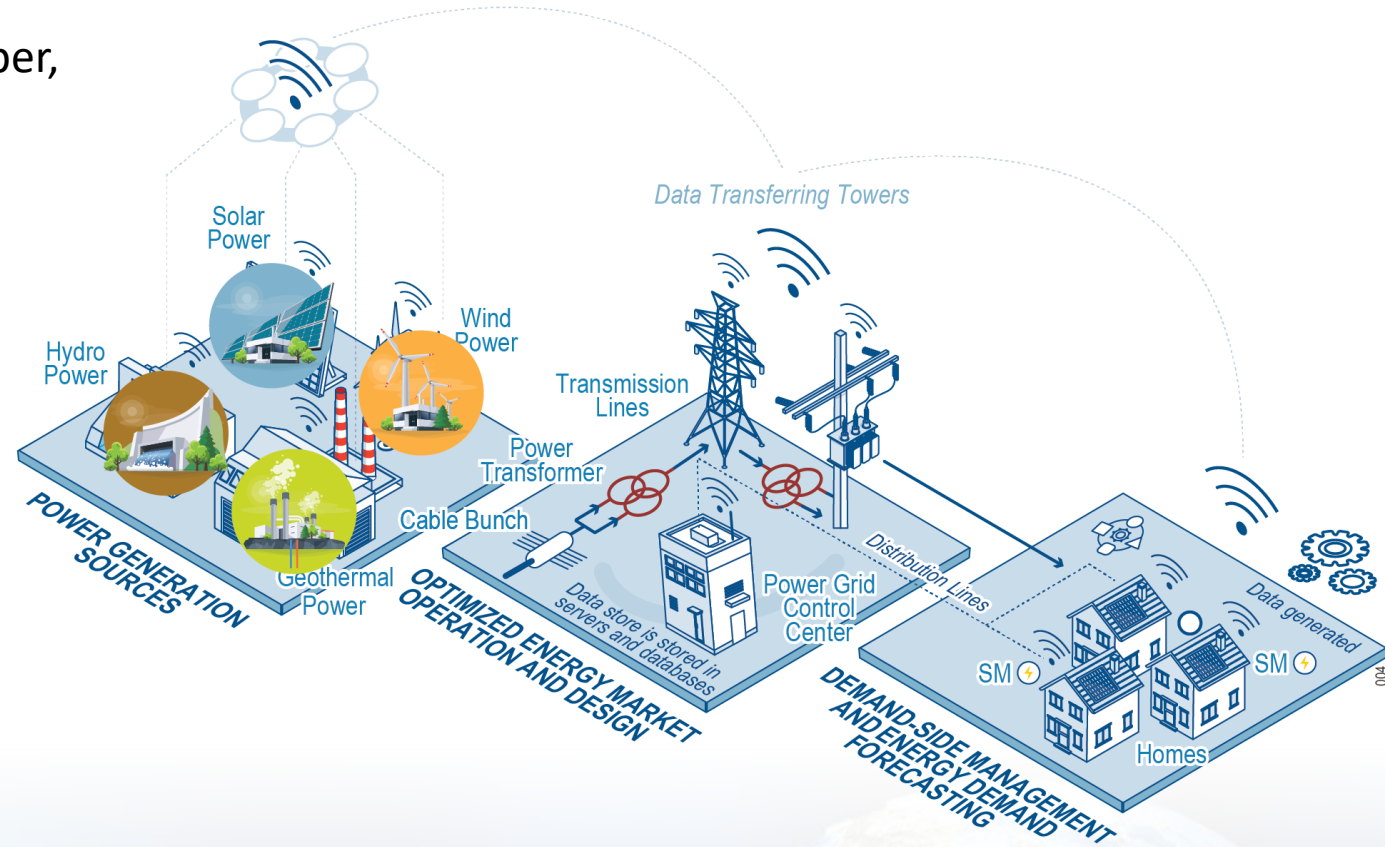 per,
Data Transferring Towers
Solar
Power
Wind
Power
Hydro
Power
Transmission
Lines
Power
Transformer
Cable Bunch
Geothermal
Power
POWER GENERATION
SOURCES
Data store is stored in
servers and databases
Power Grid
Control
Center
Distribution Lines
OPTIMIZED ENERGY MARKET
OPERATION AND DESIGN
Data generated
SM
SM
Homes
DEMAND-SIDE MANAGEMENT
AND ENERGY DEMAND
FORECASTING
004